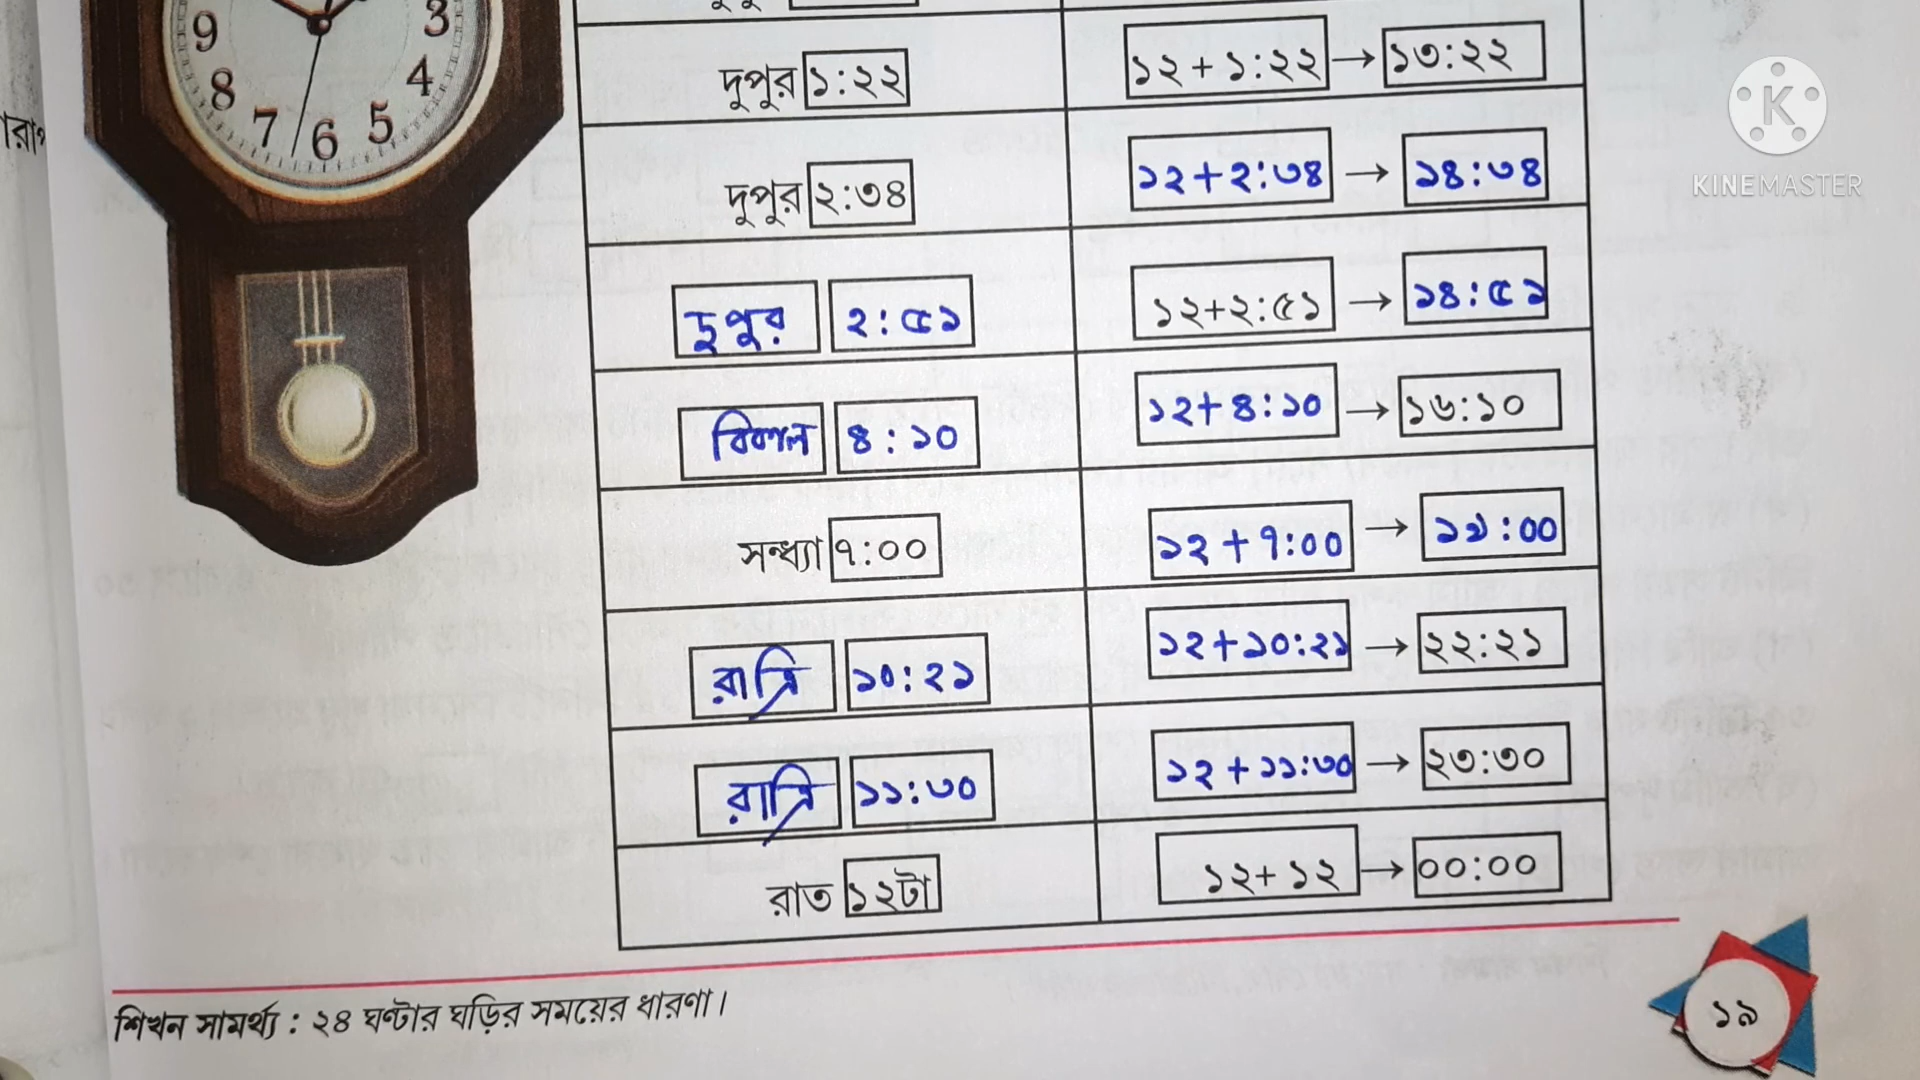 9 3
8 4
7 6 5
দুপুর ১:২২ ১২+১:২২ → ১৩:২২
দুপুর ২:৩৪ ১২+২:৩৪ → ১৪:৩৪
দুপুর ২:৫১ ১২+২:৫১ → ১৪:৫১
বিকাল ৪:১০ ১২+৪:১০ → ১৬:১০
সন্ধ্যা ৭:০০ ১২+৭:০০ → ১৯:০০
রাত্রি ১০:২১ ১২+১০:২১ → ২২:২১
রাত্রি ১১:৩০ ১২+১১:৩০ → ২৩:৩০
রাত ১২টা ১২+১২ → ০০:০০
শিখন সামর্থ্য : ২৪ ঘণ্টার ঘড়ির সময়ের ধারণা।
১৯
K
KINEMASTER